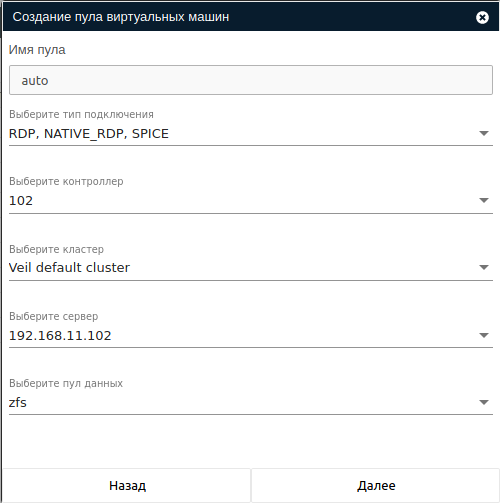 Создание пула виртуальных машин
Имя пула
auto
Выберите тип подключения
RDP, NATIVE_RDP, SPICE
Выберите контроллер
102
Выберите кластер
Veil default cluster
Выберите сервер
192.168.11.102
Выберите пул данных
zfs
Назад Далее